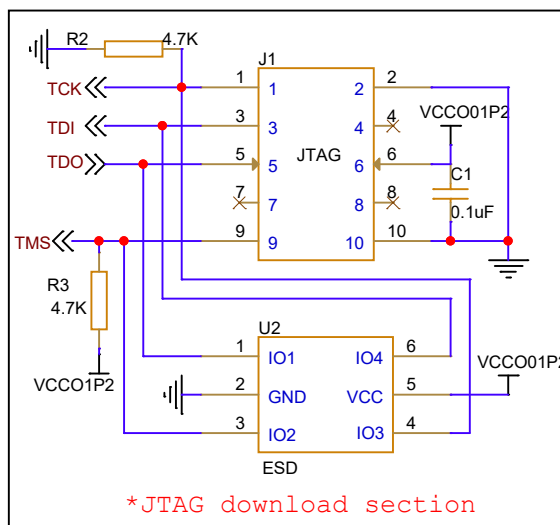 R2
4.7K
J1
TCK
1
1
2
2
TDI
3
3
4
4
VCCO01P2
TDO
5
5
JTAG
6
6
7
7
8
8
C1
0.1uF
TMS
9
9
10
10
R3
4.7K
VCCO1P2
U2
1
IO1
IO4
6
2
GND
VCC
5
VCCO01P2
3
IO2
IO3
4
ESD
*JTAG download section